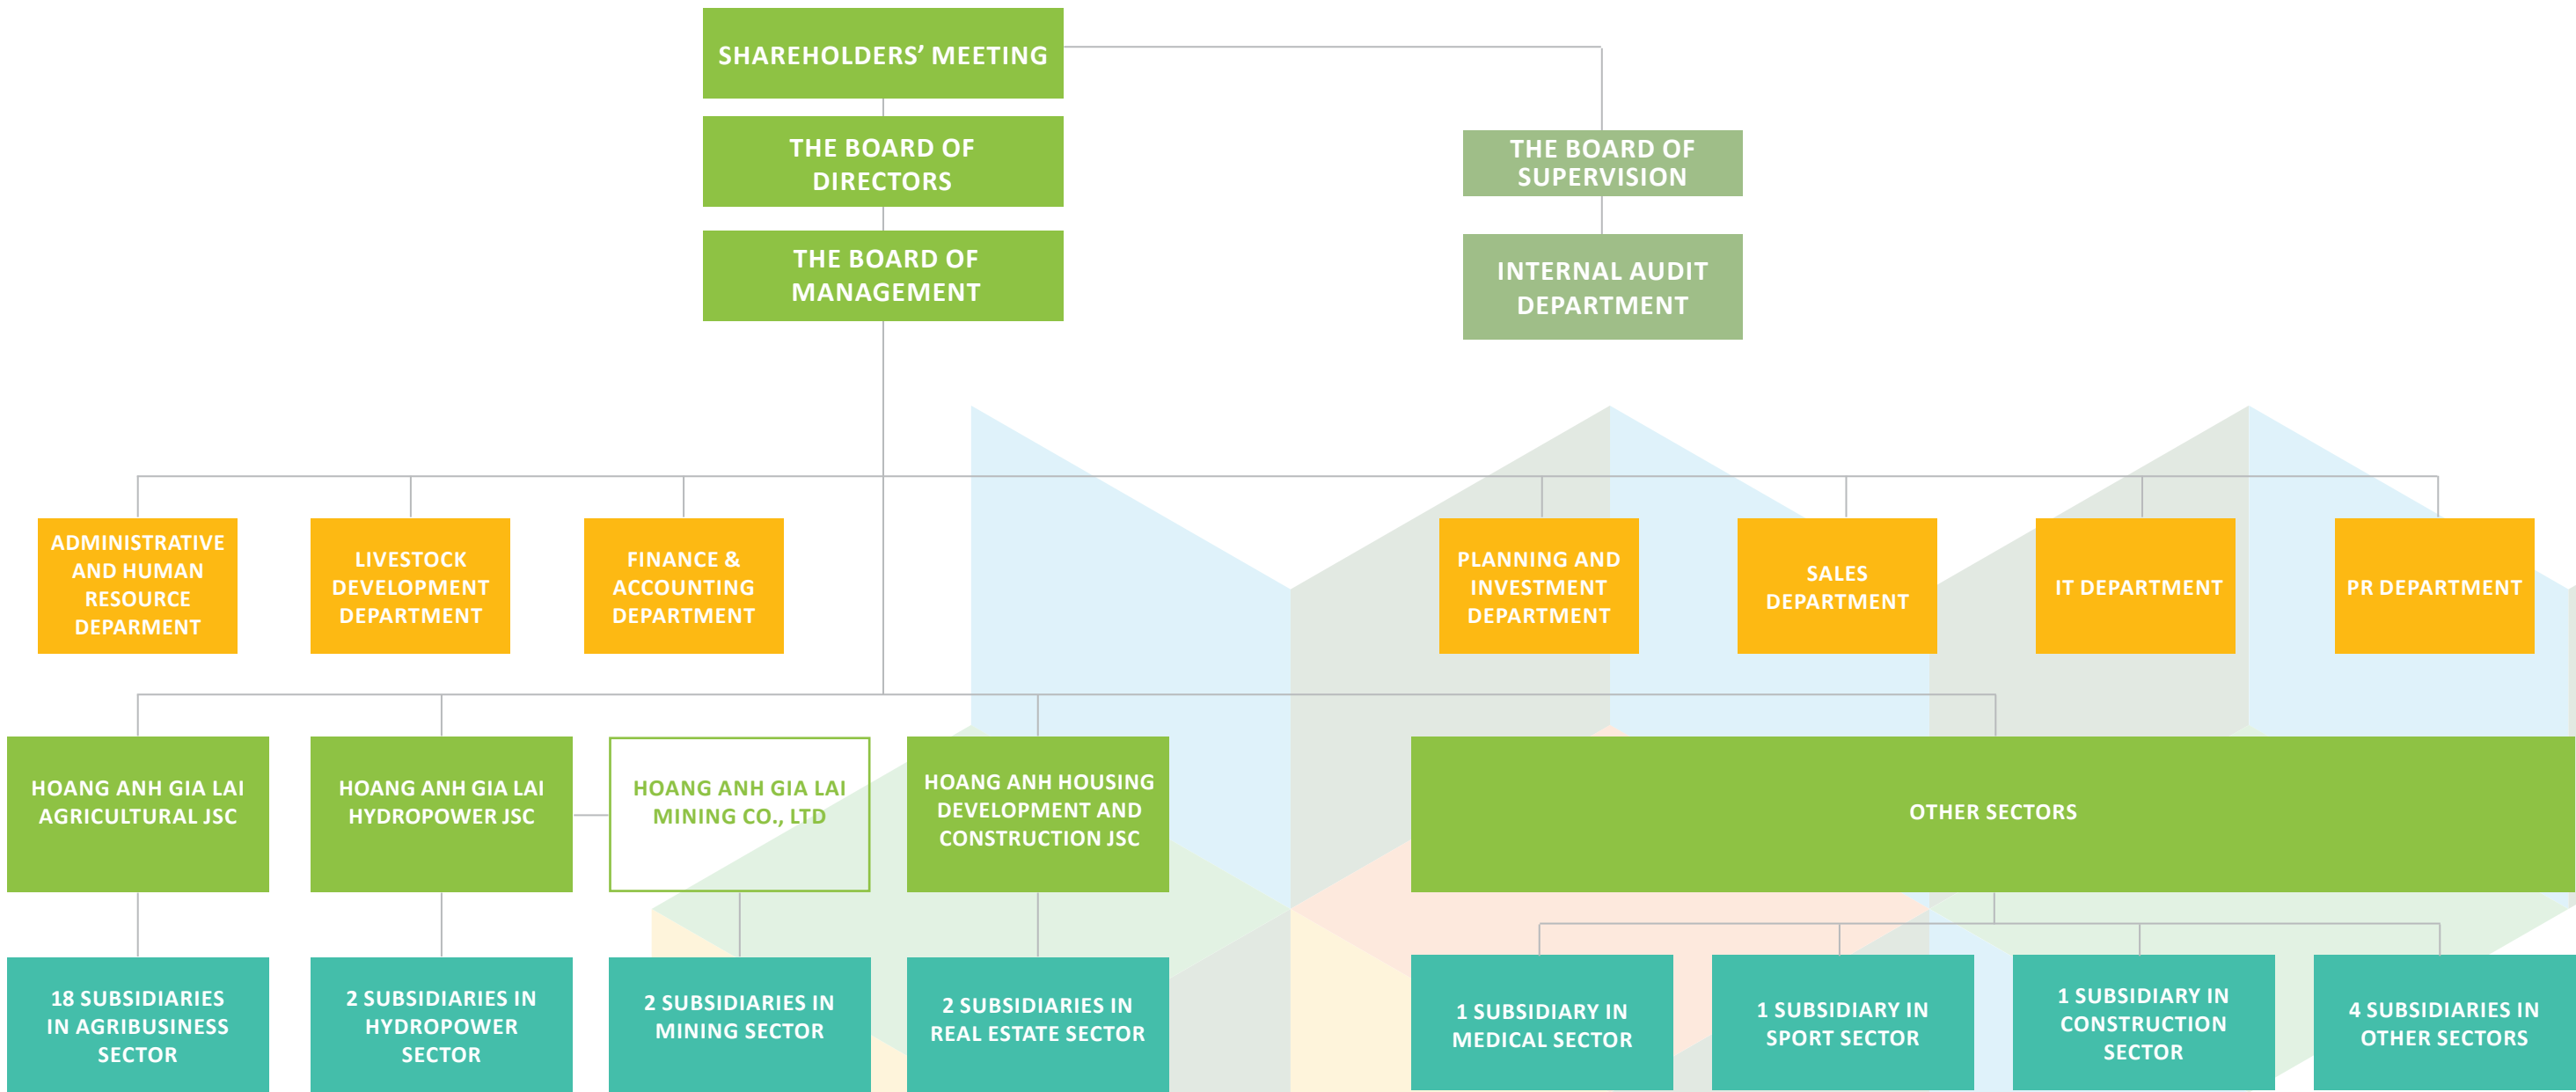 SHAREHOLDERS’ MEETING
THE BOARD OF
DIRECTORS
THE BOARD OF
SUPERVISION
THE BOARD OF
MANAGEMENT
INTERNAL AUDIT
DEPARTMENT
ADMINISTRATIVE
AND HUMAN
RESOURCE
DEPARMENT
LIVESTOCK
DEVELOPMENT
DEPARTMENT
FINANCE &
ACCOUNTING
DEPARTMENT
PLANNING AND
INVESTMENT
DEPARTMENT
SALES
DEPARTMENT
IT DEPARTMENT
PR DEPARTMENT
HOANG ANH GIA LAI
AGRICULTURAL JSC
HOANG ANH GIA LAI
HYDROPOWER JSC
HOANG ANH GIA LAI
MINING CO., LTD
HOANG ANH HOUSING
DEVELOPMENT AND
CONSTRUCTION JSC
OTHER SECTORS
18 SUBSIDIARIES
IN AGRIBUSINESS
SECTOR
2 SUBSIDIARIES IN
HYDROPOWER
SECTOR
2 SUBSIDIARIES IN
MINING SECTOR
2 SUBSIDIARIES IN
REAL ESTATE SECTOR
1 SUBSIDIARY IN
MEDICAL SECTOR
1 SUBSIDIARY IN
SPORT SECTOR
1 SUBSIDIARY IN
CONSTRUCTION
SECTOR
4 SUBSIDIARIES IN
OTHER SECTORS